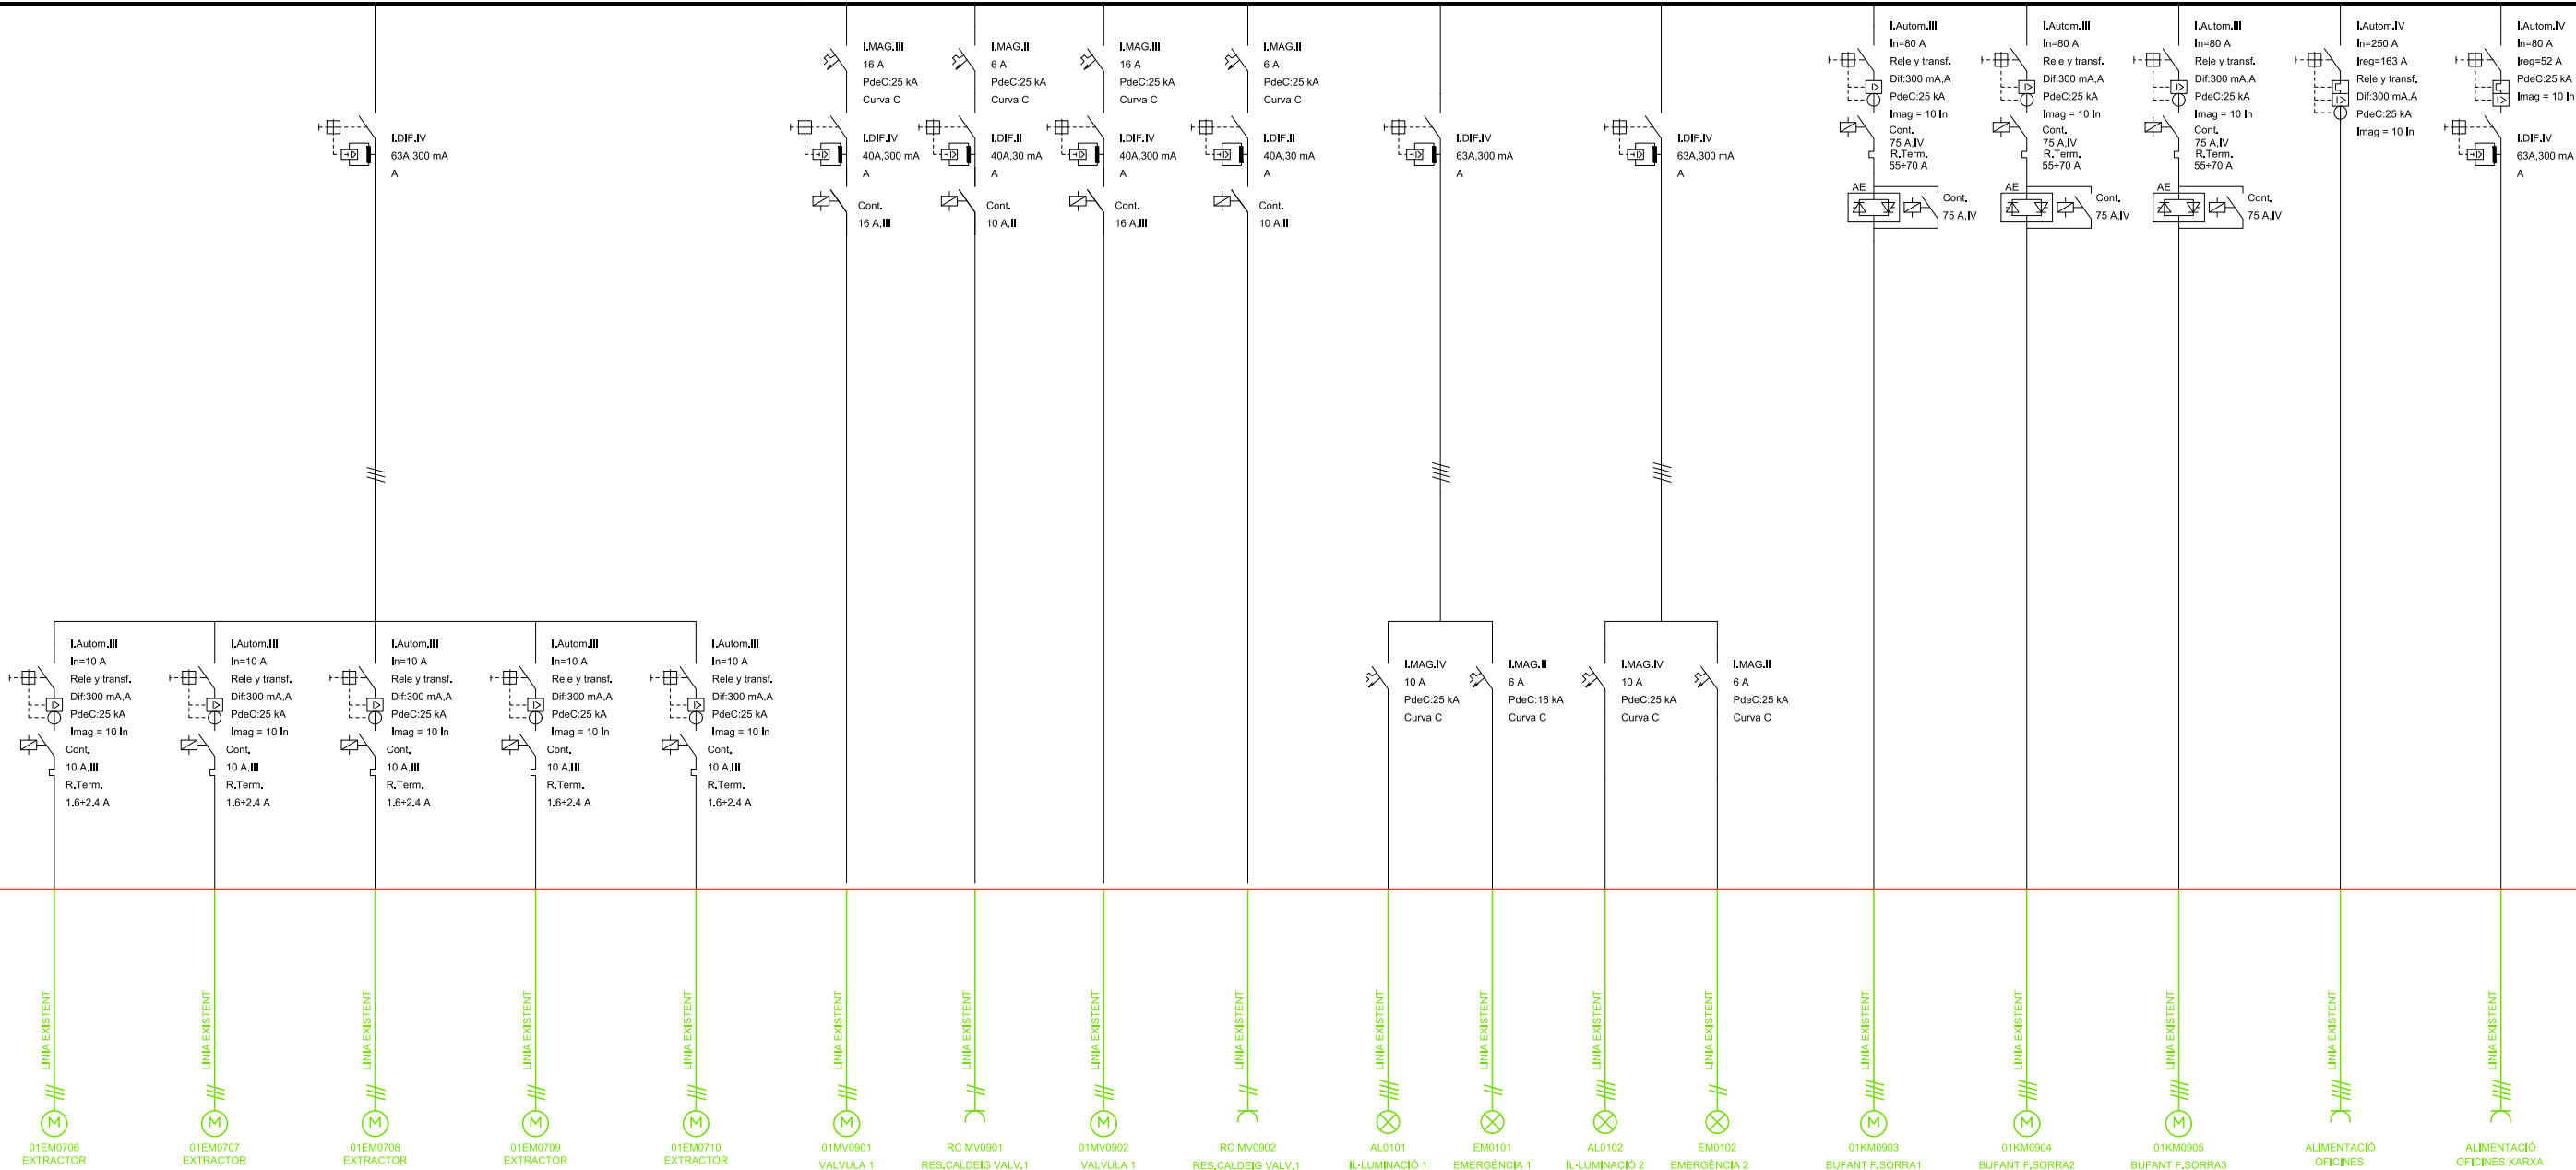 I.DIF.IV
63A,300 mA
A
I.MAG.III
16 A
PdeC:25 kA
Curva C
I.DIF.IV
40A,300 mA
A
Cont.
16 A,III
I.MAG.II
6 A
PdeC:25 kA
Curva C
I.DIF.II
40A,30 mA
A
Cont.
10 A,II
I.MAG.III
16 A
PdeC:25 kA
Curva C
I.DIF.IV
40A,300 mA
A
Cont.
16 A,III
I.MAG.II
6 A
PdeC:25 kA
Curva C
I.DIF.II
40A,30 mA
A
Cont.
10 A,II
I.DIF.IV
63A,300 mA
A
I.DIF.IV
63A,300 mA
A
I.Autom.III
In=80 A
Rele y transf.
Dif:300 mA,A
PdeC:25 kA
Imag = 10 In
Cont.
75 A,IV
R.Term.
55÷70 A
AE
Cont.
75 A,IV
I.Autom.III
In=80 A
Rele y transf.
Dif:300 mA,A
PdeC:25 kA
Imag = 10 In
Cont.
75 A,IV
R.Term.
55÷70 A
AE
Cont.
75 A,IV
I.Autom.III
In=80 A
Rele y transf.
Dif:300 mA,A
PdeC:25 kA
Imag = 10 In
Cont.
75 A,IV
R.Term.
55÷70 A
AE
Cont.
75 A,IV
I.Autom.IV
In=250 A
Ireg=163 A
Rele y transf.
Dif:300 mA,A
PdeC:25 kA
Imag = 10 In
I.Autom.IV
In=80 A
Ireg=52 A
PdeC:25 kA
Imag = 10 In
I.DIF.IV
63A,300 mA
A
I.Autom.III
In=10 A
Rele y transf.
Dif:300 mA,A
PdeC:25 kA
Imag = 10 In
Cont.
10 A,III
R.Term.
1.6÷2.4 A
I.Autom.III
In=10 A
Rele y transf.
Dif:300 mA,A
PdeC:25 kA
Imag = 10 In
Cont.
10 A,III
R.Term.
1.6÷2.4 A
I.Autom.III
In=10 A
Rele y transf.
Dif:300 mA,A
PdeC:25 kA
Imag = 10 In
Cont.
10 A,III
R.Term.
1.6÷2.4 A
I.Autom.III
In=10 A
Rele y transf.
Dif:300 mA,A
PdeC:25 kA
Imag = 10 In
Cont.
10 A,III
R.Term.
1.6÷2.4 A
I.Autom.III
In=10 A
Rele y transf.
Dif:300 mA,A
PdeC:25 kA
Imag = 10 In
Cont.
10 A,III
R.Term.
1.6÷2.4 A
I.MAG.IV
10 A
PdeC:25 kA
Curva C
I.MAG.II
6 A
PdeC:16 kA
Curva C
I.MAG.IV
10 A
PdeC:25 kA
Curva C
I.MAG.II
6 A
PdeC:25 kA
Curva C
LINIA EXISTENT
M
01EM0706
EXTRACTOR
LINIA EXISTENT
M
01EM0707
EXTRACTOR
LINIA EXISTENT
M
01EM0708
EXTRACTOR
LINIA EXISTENT
M
01EM0709
EXTRACTOR
LINIA EXISTENT
M
01EM0710
EXTRACTOR
LINIA EXISTENT
M
01MV0901
VALVULA 1
LINIA EXISTENT
RC MV0901
RES.CALDEIG VALV.1
LINIA EXISTENT
M
01MV0902
VALVULA 1
LINIA EXISTENT
RC MV0902
RES.CALDEIG VALV.1
LINIA EXISTENT
AL0101
IL·LUMINACIÓ 1
LINIA EXISTENT
EM0101
EMERGÈNCIA 1
LINIA EXISTENT
AL0102
IL·LUMINACIÓ 2
LINIA EXISTENT
EM0102
EMERGÈNCIA 2
LINIA EXISTENT
M
01KM0903
BUFANT F.SORRA1
LINIA EXISTENT
M
01KM0904
BUFANT F.SORRA2
LINIA EXISTENT
M
01KM0905
BUFANT F.SORRA3
LINIA EXISTENT
ALIMENTACIÓ
OFICINES
LINIA EXISTENT
ALIMENTACIÓ
OFICINES XARXA